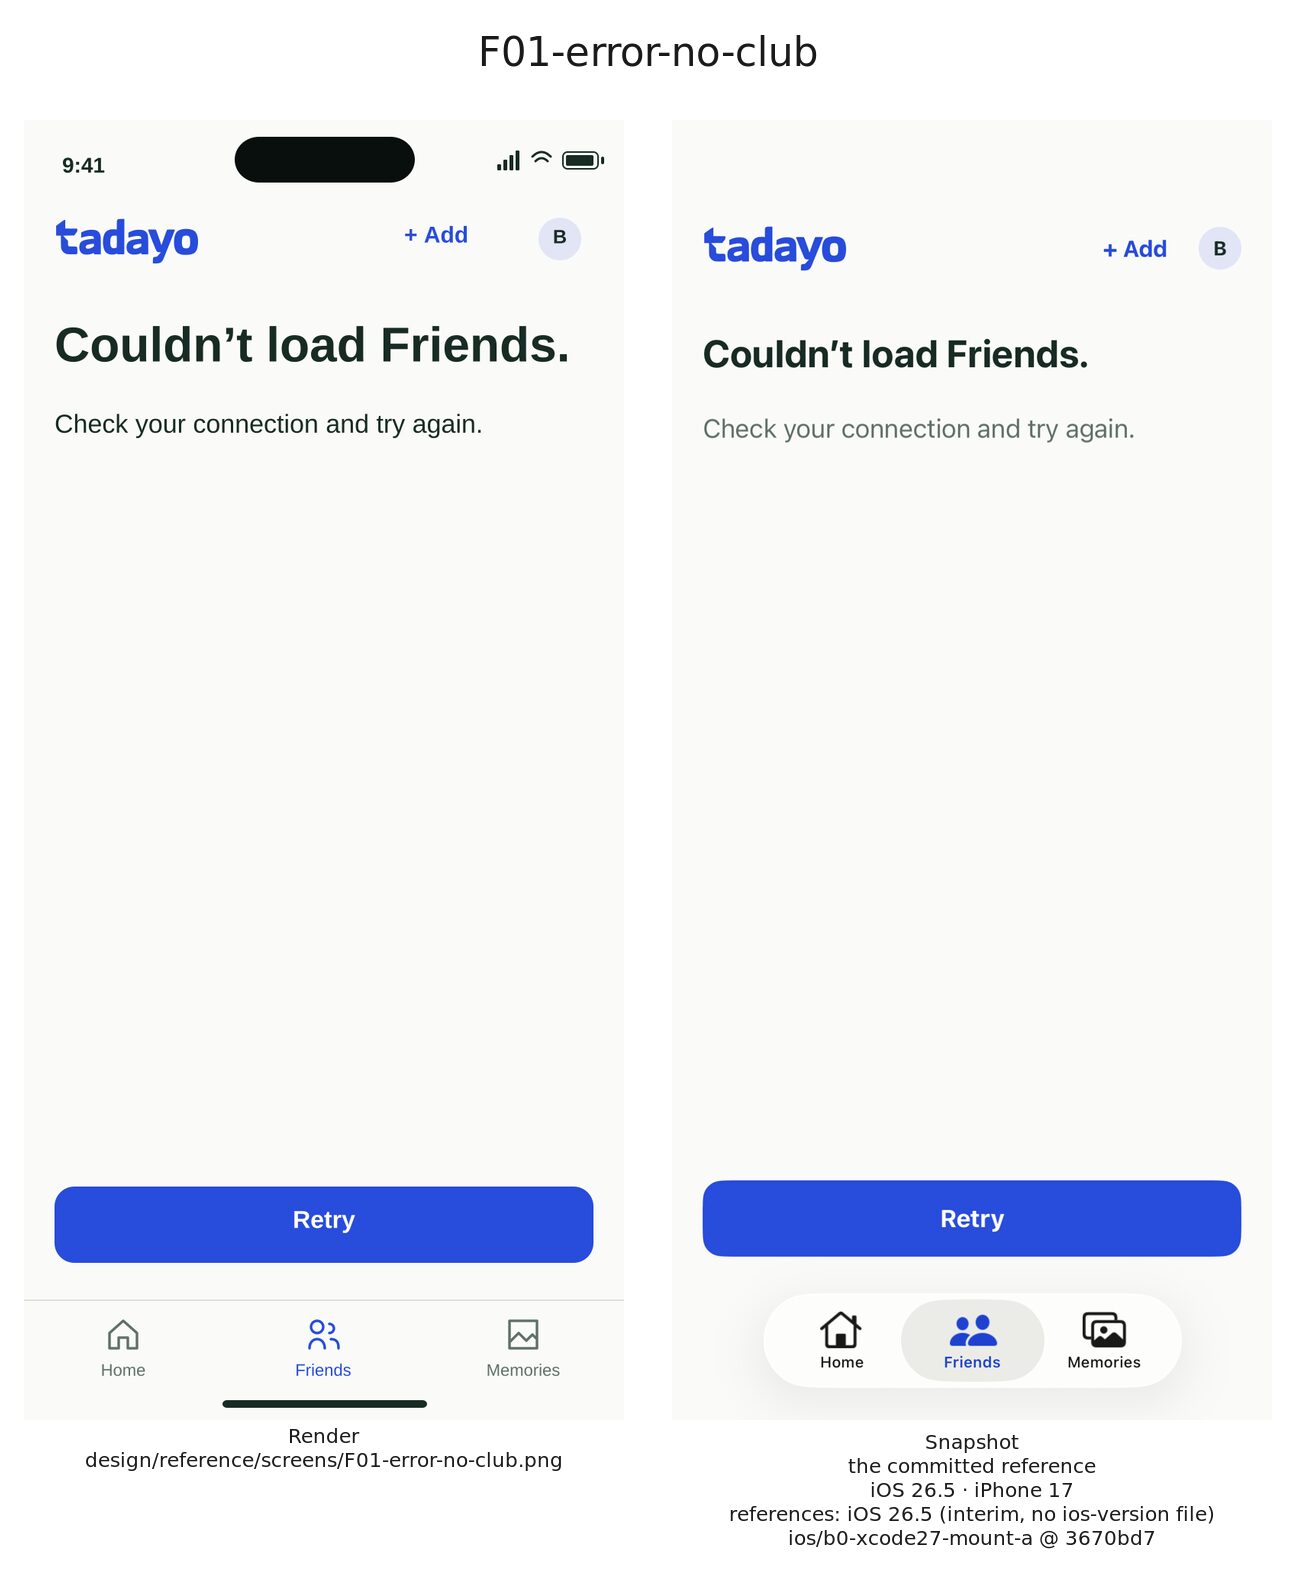 F01-error-no-club
9:41
tadayo
+ Add
B
Couldn’t load Friends.
Check your connection and try again.
Retry
Home
Friends
Memories
Render
design/reference/screens/F01-error-no-club.png
tadayo
+ Add
B
Couldn’t load Friends.
Check your connection and try again.
Retry
Home
Friends
Memories
Snapshot
the committed reference
iOS 26.5 · iPhone 17
references: iOS 26.5 (interim, no ios-version file)
ios/b0-xcode27-mount-a @ 3670bd7